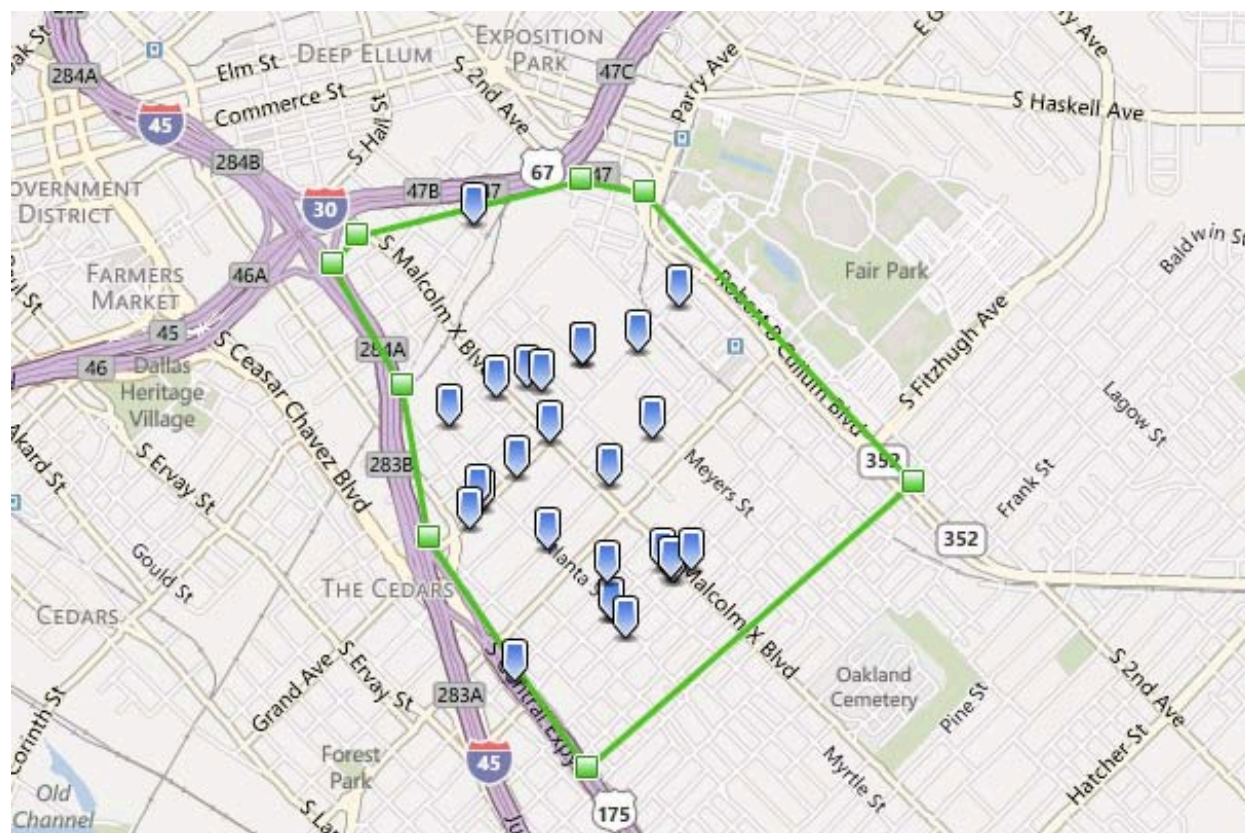 284A
Elm St
DEEP ELLUM
EXPOSITION
PARK
47C
S 2nd Ave
Parry Ave
S Haskell Ave
45
Commerce St
284B
67
47
47B
30
DISTRICT
FARMERS
MARKET
46A
45
46
Dallas
Heritage
Village
S Ceasar Chavez Blvd
284A
S Malcolm X Blvd
Robert B Cullum Blvd
Fair Park
Baldwin St
S Fitzhugh Ave
Lagow St
Akard St
S Ervay St
283B
Meyers St
352
Frank St
352
Gould St
THE CEDARS
CEDARS
Malcolm X Blvd
S 2nd Ave
Oakland
Cemetery
Pine St
Grand Ave
S Ervay St
283A
S Central Expy
Corinth St
Forest
Park
45
Myrtle St
Hatcher St
Old
Channel
175